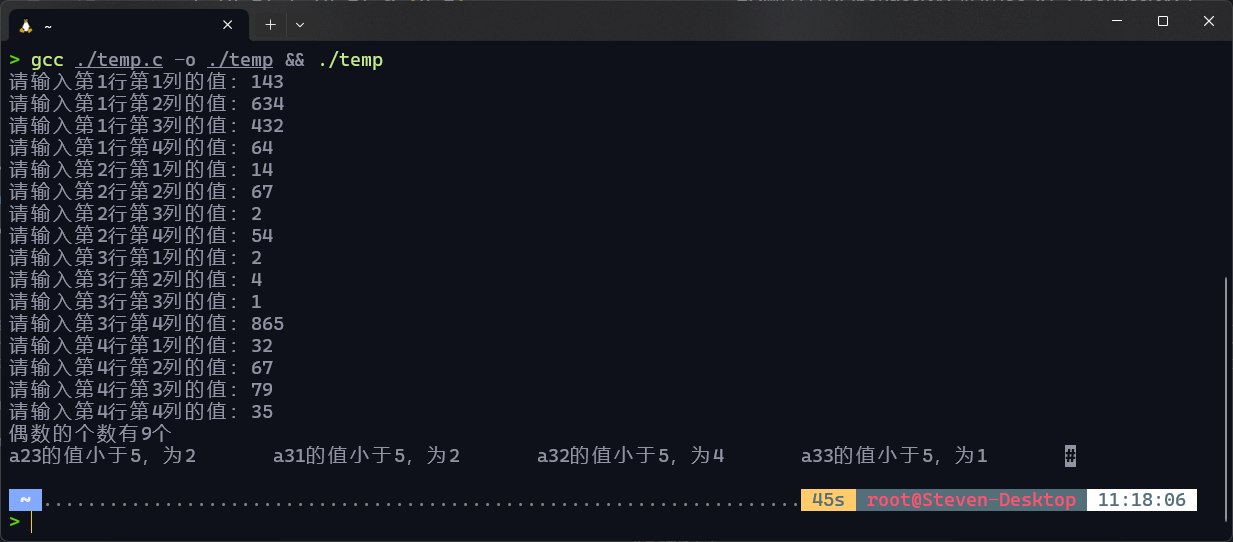 ~
> gcc ./temp.c -o ./temp && ./temp
请输入第1行第1列的值: 143
请输入第1行第2列的值: 634
请输入第1行第3列的值: 432
请输入第1行第4列的值: 64
请输入第2行第1列的值: 14
请输入第2行第2列的值: 67
请输入第2行第3列的值: 2
请输入第2行第4列的值: 54
请输入第3行第1列的值: 2
请输入第3行第2列的值: 4
请输入第3行第3列的值: 1
请输入第3行第4列的值: 865
请输入第4行第1列的值: 32
请输入第4行第2列的值: 67
请输入第4行第3列的值: 79
请输入第4行第4列的值: 35
偶数的个数有9个
a23的值小于5, 为2 a31的值小于5, 为2 a32的值小于5, 为4 a33的值小于5, 为1 #
~ ...................................................................... 45s root@Steven-Desktop 11:18:06
>